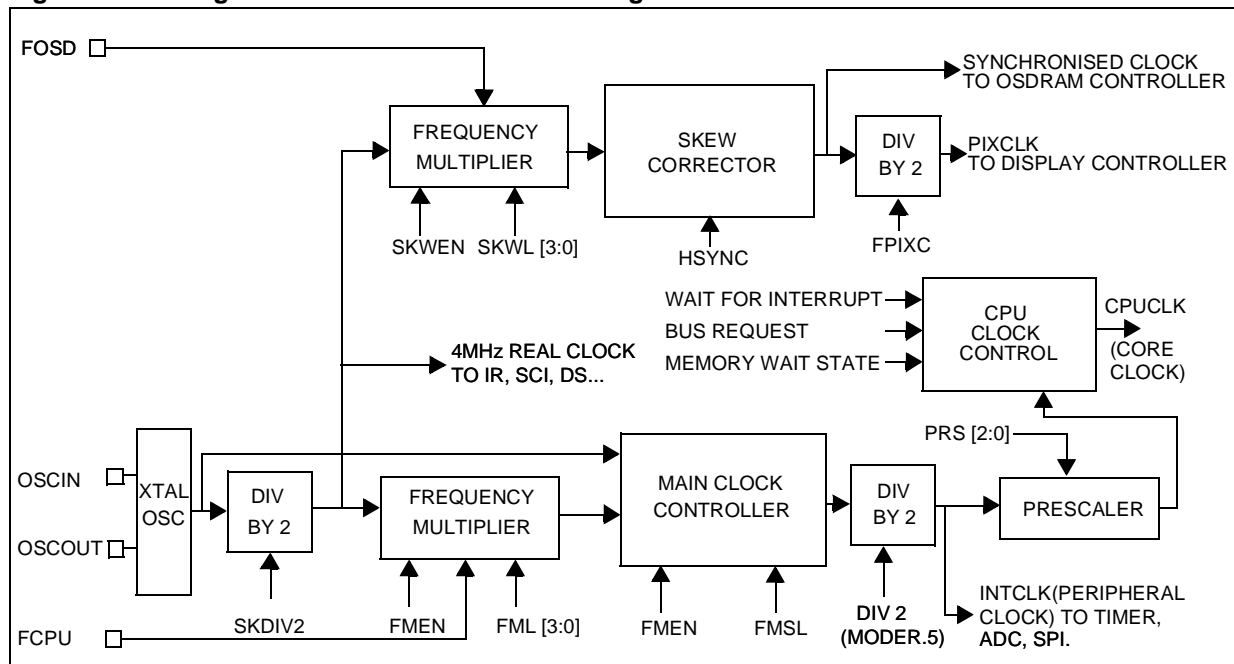 FOSD
SYNCHRONISED CLOCK
TO OSDRAM CONTROLLER
FREQUENCY
MULTIPLIER
SKEW
CORRECTOR
DIV
BY 2
PIXCLK
TO DISPLAY CONTROLLER
SKWEN
SKWL [3:0]
HSYNC
FPIXC
WAIT FOR INTERRUPT
BUS REQUEST
MEMORY WAIT STATE
CPU
CLOCK
CONTROL
CPUCLK
(CORE
CLOCK)
4MHz REAL CLOCK
TO IR, SCI, DS...
PRS [2:0]
OSCIN
OSCOUT
XTAL
OSC
DIV
BY 2
FREQUENCY
MULTIPLIER
MAIN CLOCK
CONTROLLER
DIV
BY 2
PRESCALER
SKDIV2
FMEN
FML [3:0]
FMEN
FMSL
DIV 2
(MODER.5)
INTCLK(PERIPHERAL
CLOCK) TO TIMER,
ADC, SPI.
FCPU